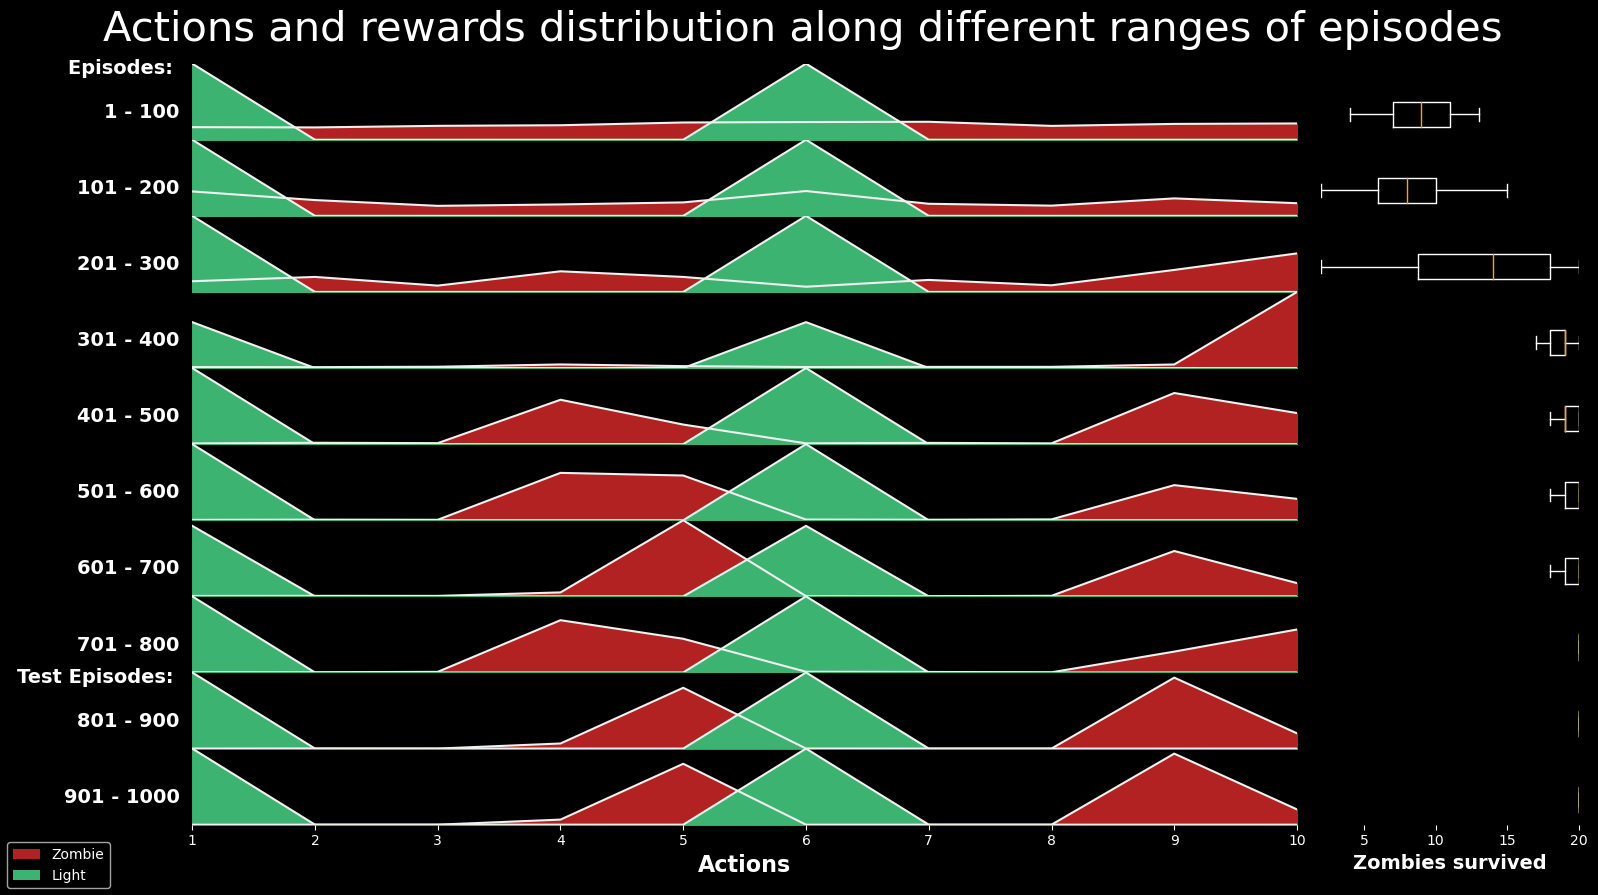 Actions and rewards distribution along different ranges of episodes
Episodes:
1 - 100
101 - 200
201 - 300
301 - 400
401 - 500
501 - 600
601 - 700
701 - 800
Test Episodes:
801 - 900
901 - 1000
1 2 3 4 5 6 7 8 9 10
5 10 15 20
Actions
Zombies survived
Zombie
Light